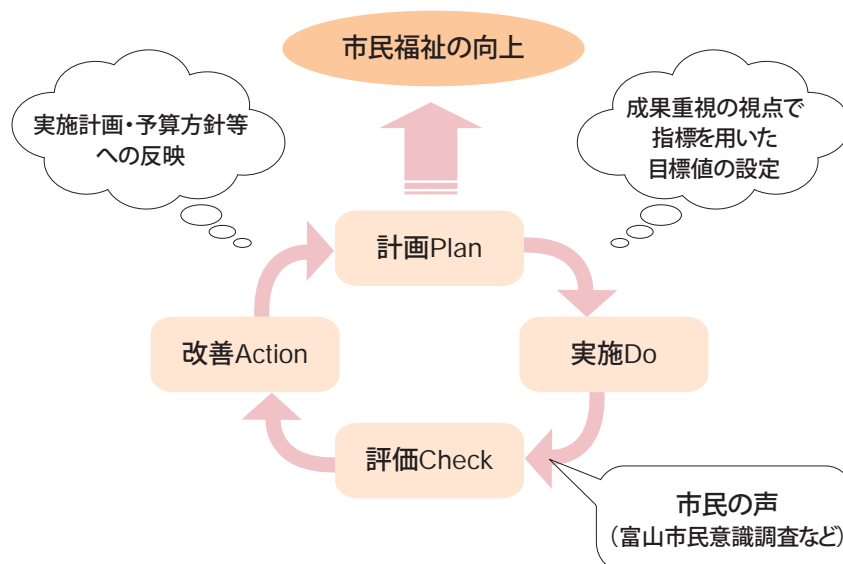 市民福祉の向上
実施計画・予算方針等
への反映
成果重視の視点で
指標を用いた
目標値の設定
計画Plan
改善Action
実施Do
評価Check
市民の声
（富山市民意識調査など）